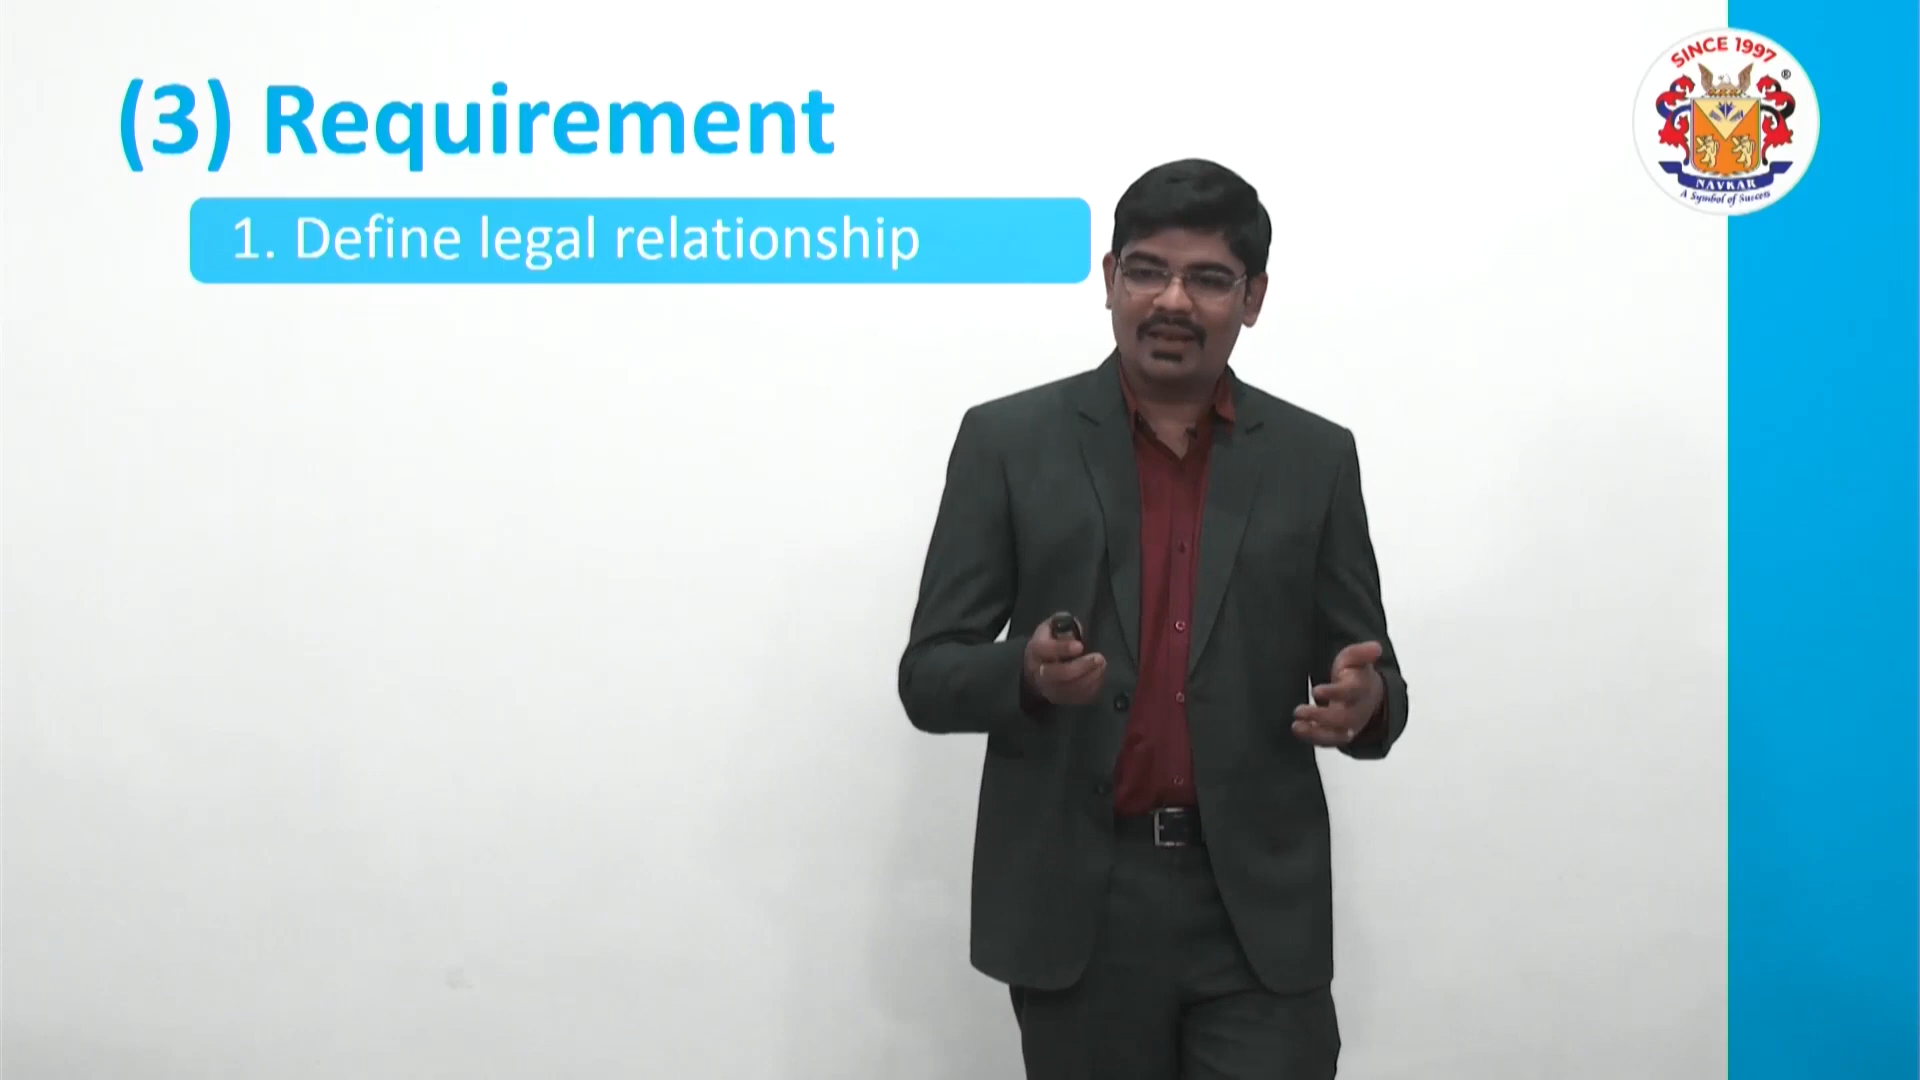 (3) Requirement
1. Define legal relationship
SINCE 1997
®
NAVKAR
A Symbol of Success